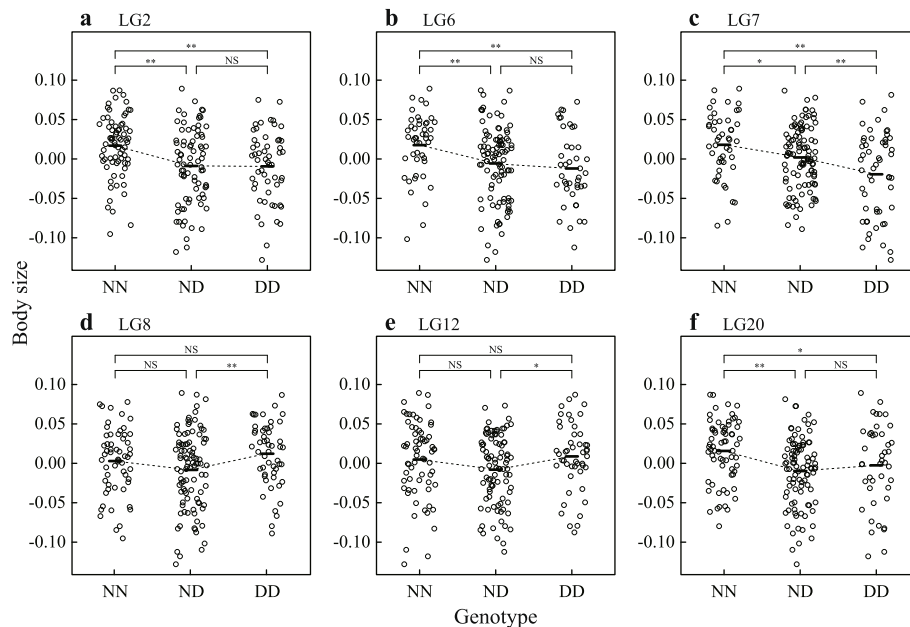 a LG2
b LG6
c LG7
** ** NS
** ** NS
** * **
0.10
0.05
0.00
-0.05
-0.10
0.10
0.05
0.00
-0.05
-0.10
0.10
0.05
0.00
-0.05
-0.10
NN ND DD
NN ND DD
NN ND DD
Body size
d LG8
e LG12
f LG20
NS NS **
NS NS *
* ** NS
0.10
0.05
0.00
-0.05
-0.10
0.10
0.05
0.00
-0.05
-0.10
0.10
0.05
0.00
-0.05
-0.10
NN ND DD
NN ND DD
NN ND DD
Genotype